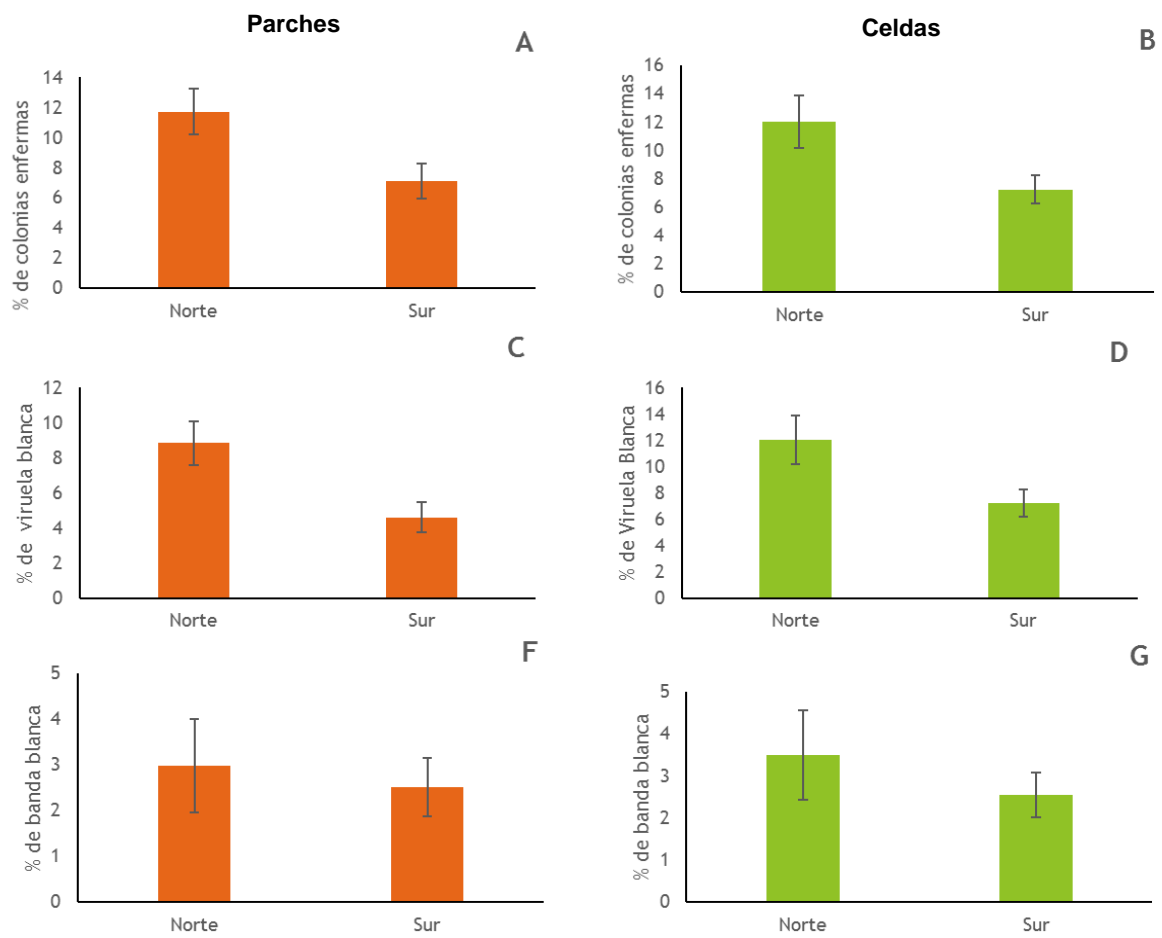 Parches
Celdas
A
% de colonias enfermas
14
12
10
8
6
4
2
0
Norte
Sur
B
% de colonias enfermas
16
14
12
10
8
6
4
2
0
Norte
Sur
C
% de viruela blanca
12
10
8
6
4
2
0
Norte
Sur
D
% de Viruela Blanca
16
14
12
10
8
6
4
2
0
Norte
Sur
F
% de banda blanca
5
4
3
2
1
0
Norte
Sur
G
% de banda blanca
5
4
3
2
1
0
Norte
Sur